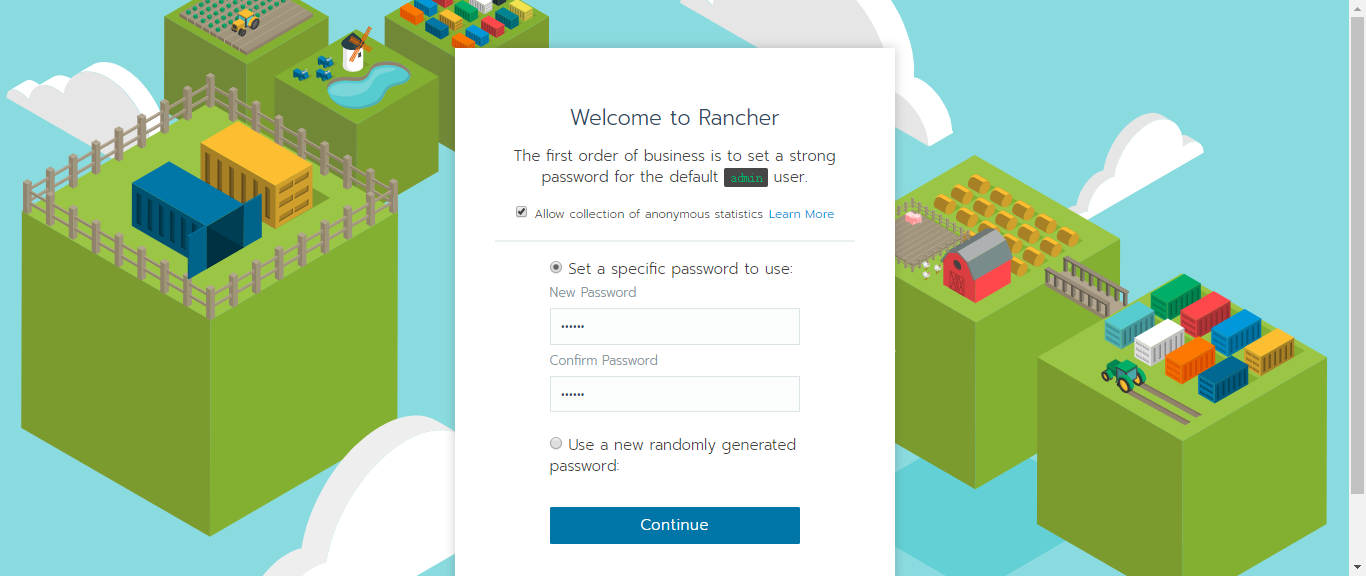 Welcome to Rancher
The first order of business is to set a strong
password for the default admin user.
Allow collection of anonymous statistics Learn More
Set a specific password to use:
New Password
••••••
Confirm Password
••••••
Use a new randomly generated
password:
Continue